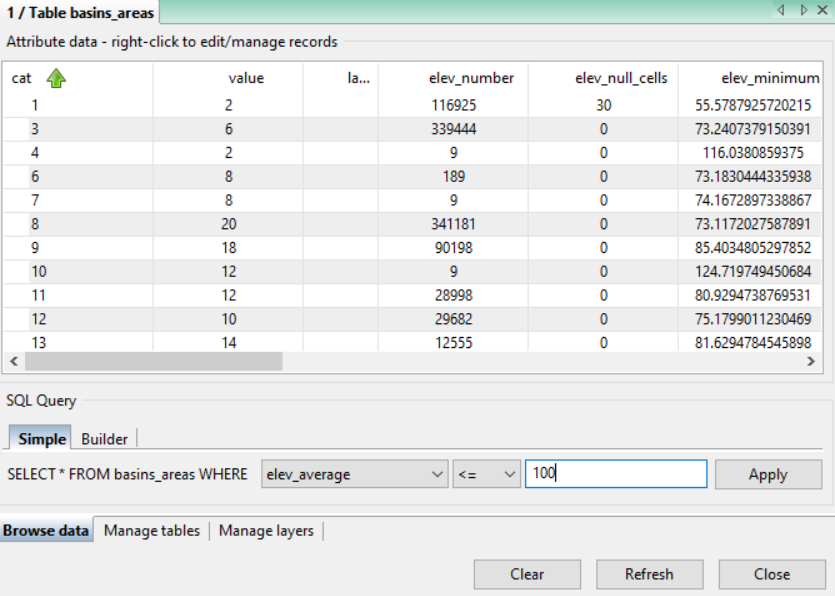 1 / Table basins_areas
Attribute data - right-click to edit/manage records
cat value la... elev_number elev_null_cells elev_minimum
1 2 116925 30 55.5787925720215
3 6 339444 0 73.2407379150391
4 2 9 0 116.0380859375
6 8 189 0 73.1830444335938
7 8 9 0 74.1672897338867
8 20 341181 0 73.1172027587891
9 18 90198 0 85.4034805297852
10 12 9 0 124.719749450684
11 12 28998 0 80.9294738769531
12 10 29682 0 75.1799011230469
13 14 12555 0 81.6294784545898
SQL Query
Simple Builder
SELECT * FROM basins_areas WHERE elev_average <= 100 Apply
Browse data Manage tables Manage layers
Clear Refresh Close